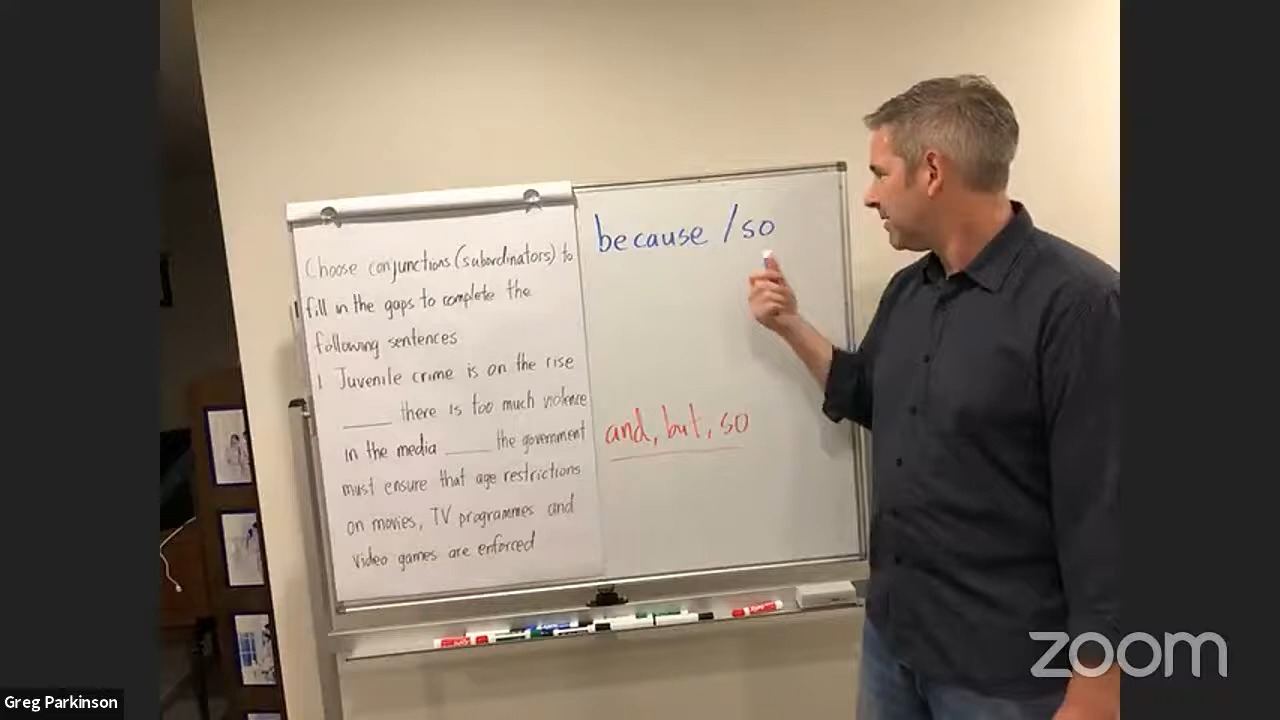 Choose conjunctions (subordinators) to
fill in the gaps to complete the
following sentences
1 Juvenile crime is on the rise
____ there is too much violence
in the media ____ the government
must ensure that age restrictions
on movies, TV programmes and
video games are enforced
because / so
and, but, so
zoom
Greg Parkinson